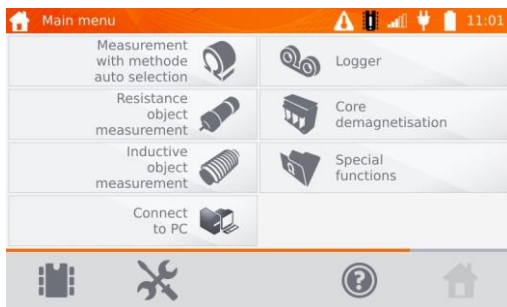 Main menu
11:01
Measurement
with methode
auto selection
Logger
Resistance
object
measurement
Core
demagnetisation
Inductive
object
measurement
Special
functions
Connect
to PC